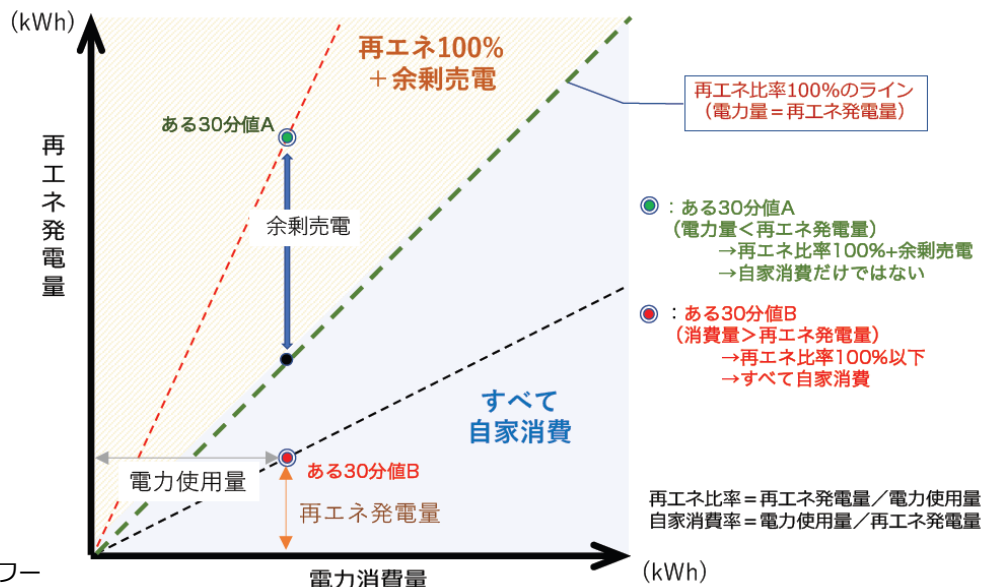 (kWh)
再エネ100%
+余剰売電
再エネ比率100%のライン
(電力量=再エネ発電量)
ある30分値A
再エネ発電量
余剰売電
:ある30分値A
(電力量<再エネ発電量)
→再エネ比率100%+余剰売電
→自家消費だけではない
:ある30分値B
(消費量>再エネ発電量)
→再エネ比率100%以下
→すべて自家消費
すべて
自家消費
電力使用量
ある30分値B
再エネ発電量
再エネ比率=再エネ発電量/電力使用量
自家消費率=電力使用量/再エネ発電量
フー
電力消費量
(kWh)